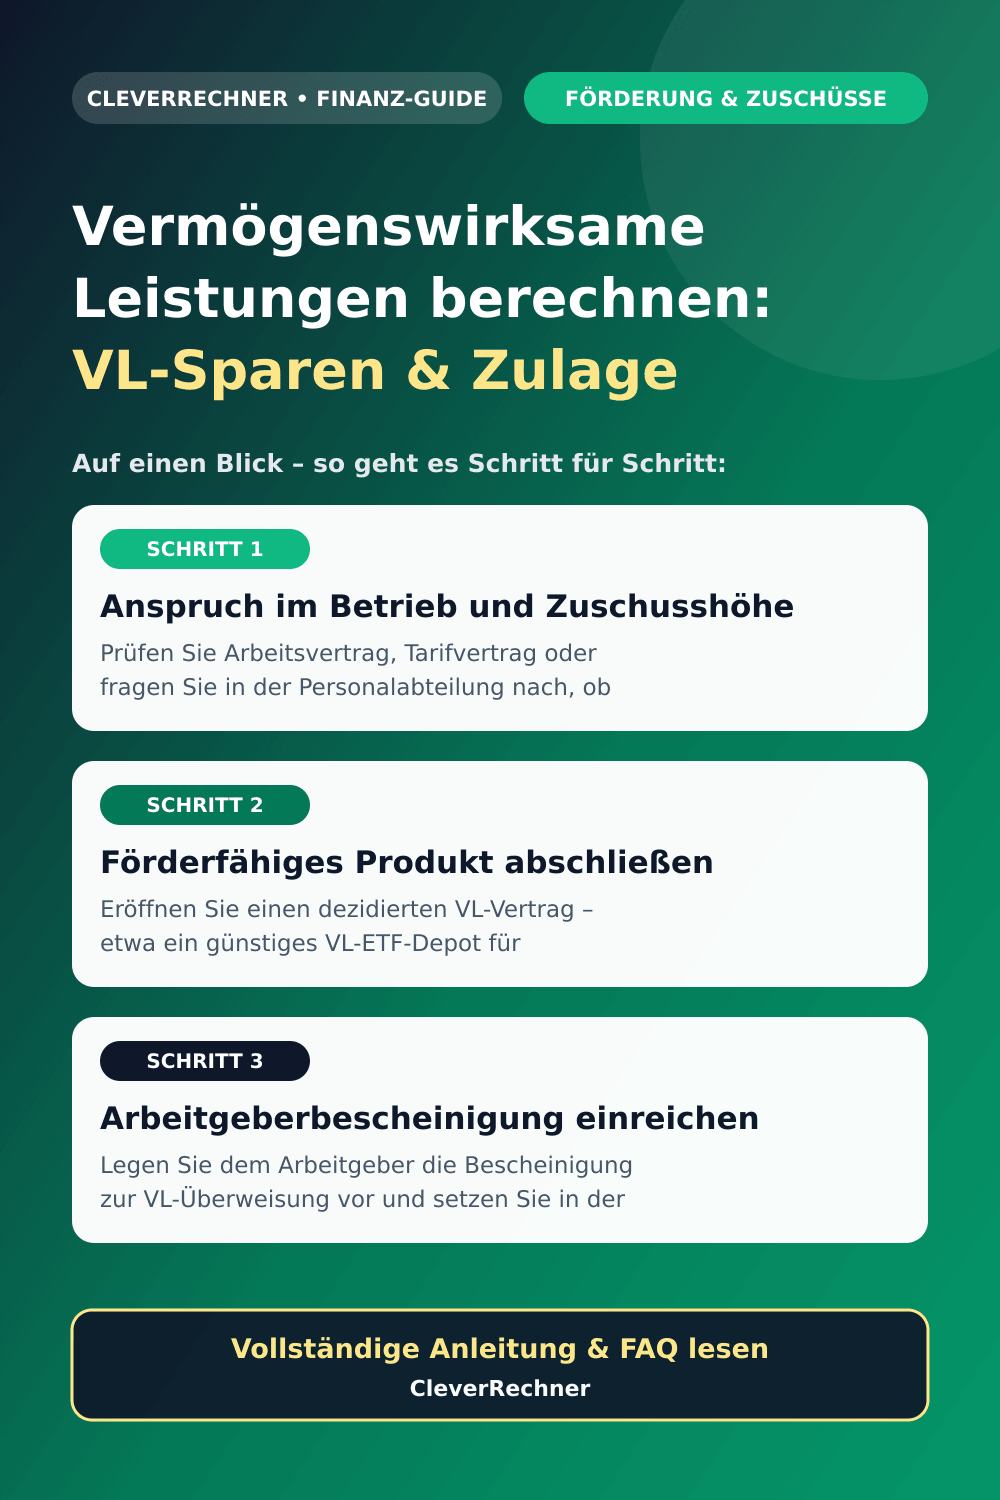 CLEVERRECHNER • FINANZ-GUIDE
FÖRDERUNG & ZUSCHÜSSE
Vermögenswirksame
Leistungen berechnen:
VL-Sparen & Zulage
Auf einen Blick – so geht es Schritt für Schritt:
SCHRITT 1
Anspruch im Betrieb und Zuschusshöhe
Prüfen Sie Arbeitsvertrag, Tarifvertrag oder
fragen Sie in der Personalabteilung nach, ob
SCHRITT 2
Förderfähiges Produkt abschließen
Eröffnen Sie einen dezidierten VL-Vertrag –
etwa ein günstiges VL-ETF-Depot für
SCHRITT 3
Arbeitgeberbescheinigung einreichen
Legen Sie dem Arbeitgeber die Bescheinigung
zur VL-Überweisung vor und setzen Sie in der
Vollständige Anleitung & FAQ lesen
CleverRechner